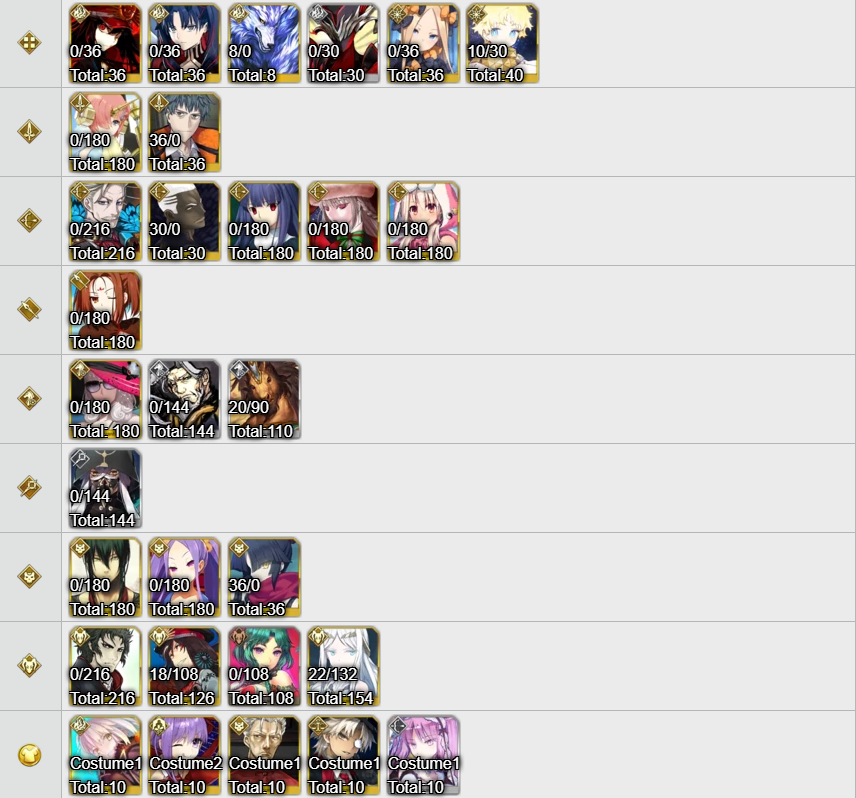 0/36 0/36 8/0 0/30 0/36 10/30
Total:36 Total:36 Total:8 Total:30 Total:36 Total:40
0/180 36/0
Total:180 Total:36
0/216 30/0 0/180 0/180 0/180
Total:216 Total:30 Total:180 Total:180 Total:180
0/180
Total:180
0/180 0/144 20/90
Total:180 Total:144 Total:110
0/144
Total:144
0/180 0/180 36/0
Total:180 Total:180 Total:36
0/216 18/108 0/108 22/132
Total:216 Total:126 Total:108 Total:154
Costume1 Costume2 Costume1 Costume1 Costume1
Total:10 Total:10 Total:10 Total:10 Total:10